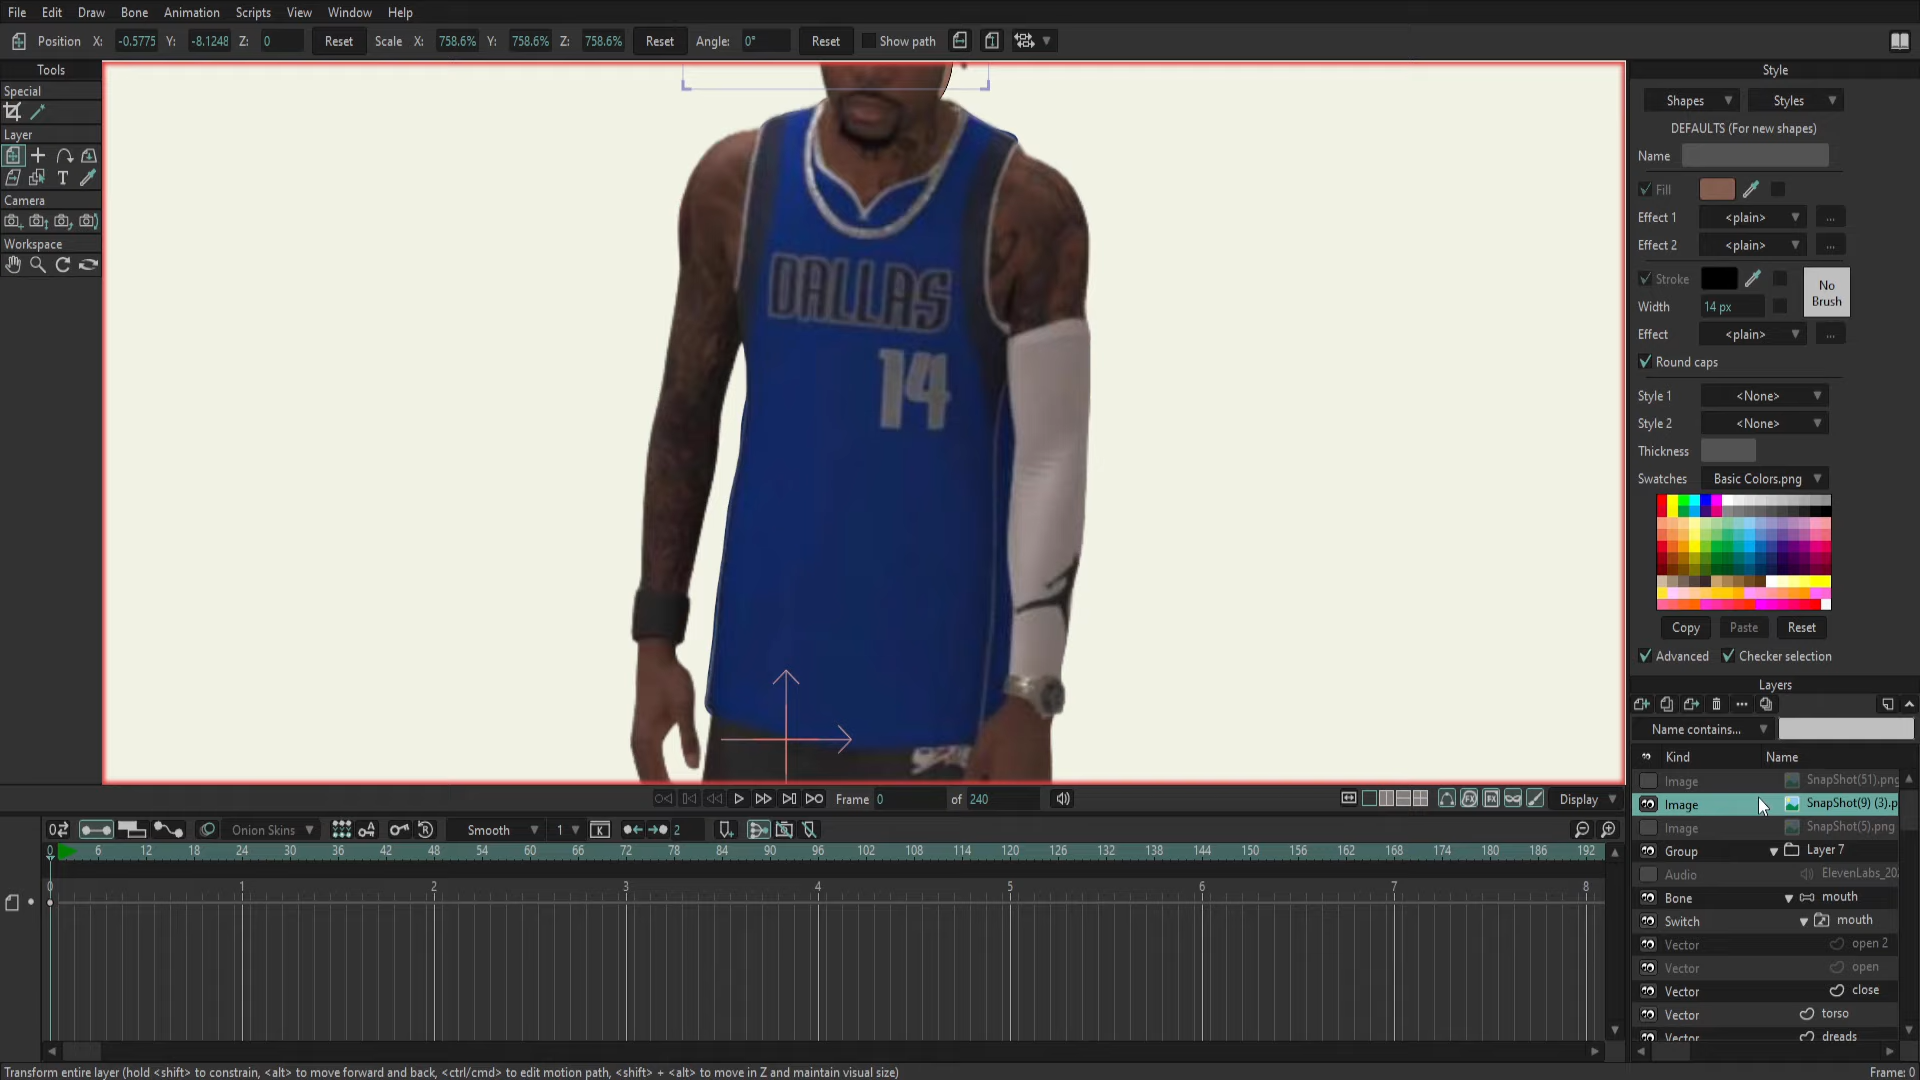 File Edit Draw Bone Animation Scripts View Window Help
Position X: -0.5775 Y: -8.1248 Z: 0 Reset Scale X: 758.6% Y: 758.6% Z: 758.6% Reset Angle: 0° Reset Show path
Tools
Special
Layer
Camera
Workspace
DALLAS
14
Style
Shapes Styles
DEFAULTS (For new shapes)
Name
Fill
Effect 1 <plain> ...
Effect 2 <plain> ...
Stroke No Brush
Width 14 px
Effect <plain> ...
Round caps
Style 1 <None>
Style 2 <None>
Thickness
Swatches Basic Colors.png
Copy Paste Reset
Advanced Checker selection
Layers
Name contains...
Kind Name
Image SnapShot(51).png
Image SnapShot(9) (3).p
Image SnapShot(5).png
Group Layer 7
Audio ElevenLabs_20
Bone mouth
Switch mouth
Vector open 2
Vector open
Vector close
Vector torso
Vector dreads
Frame 0 of 240 Display
Onion Skins Smooth 1 2
0 6 12 18 24 30 36 42 48 54 60 66 72 78 84 90 96 102 108 114 120 126 132 138 144 150 156 162 168 174 180 186 192
0 1 2 3 4 5 6 7 8
Transform entire layer (hold <shift> to constrain, <alt> to move forward and back, <ctrl/cmd> to edit motion path, <shift> + <alt> to move in Z and maintain visual size) Frame: 0